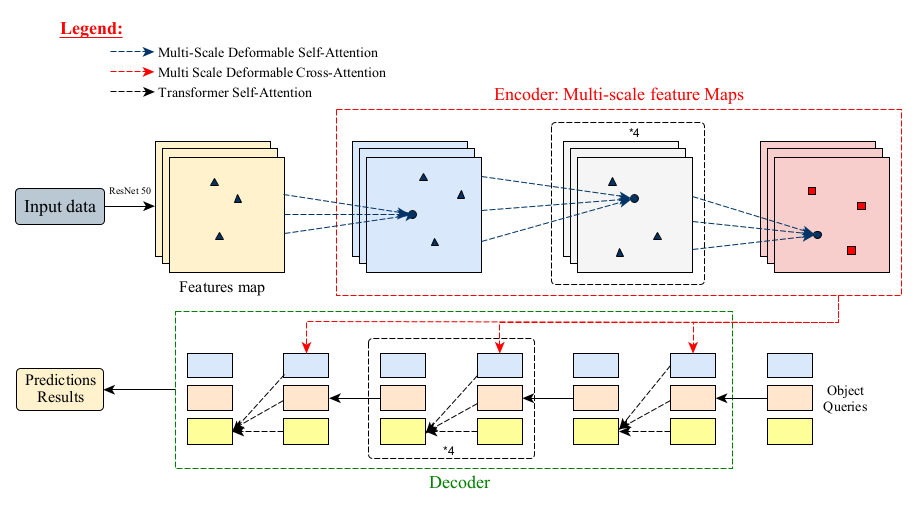 Legend:
Multi-Scale Deformable Self-Attention
Multi Scale Deformable Cross-Attention
Transformer Self-Attention
Encoder: Multi-scale feature Maps
*4
ResNet 50
Input data
Features map
Predictions
Results
Object
Queries
*4
Decoder